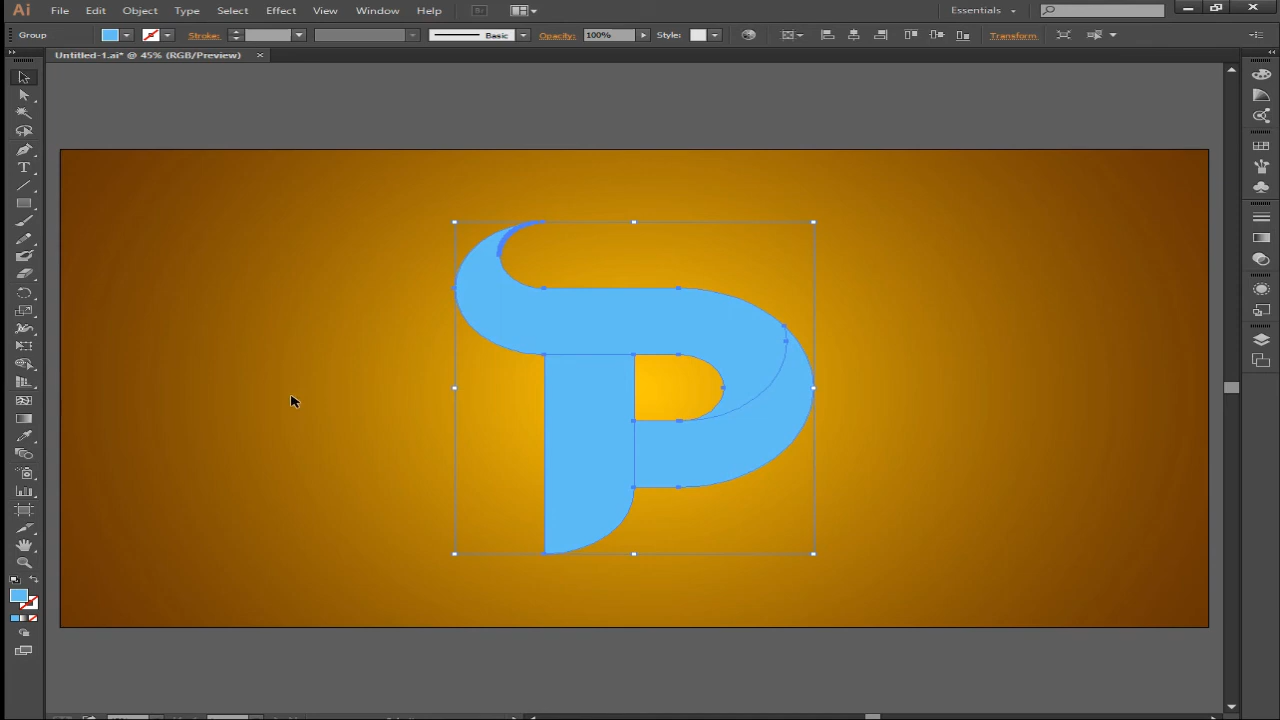 Ai File Edit Object Type Select Effect View Window Help Br Essentials
Group Stroke: Basic Opacity: 100% Style: Transform
Untitled-1.ai* @ 45% (RGB/Preview) ×
T